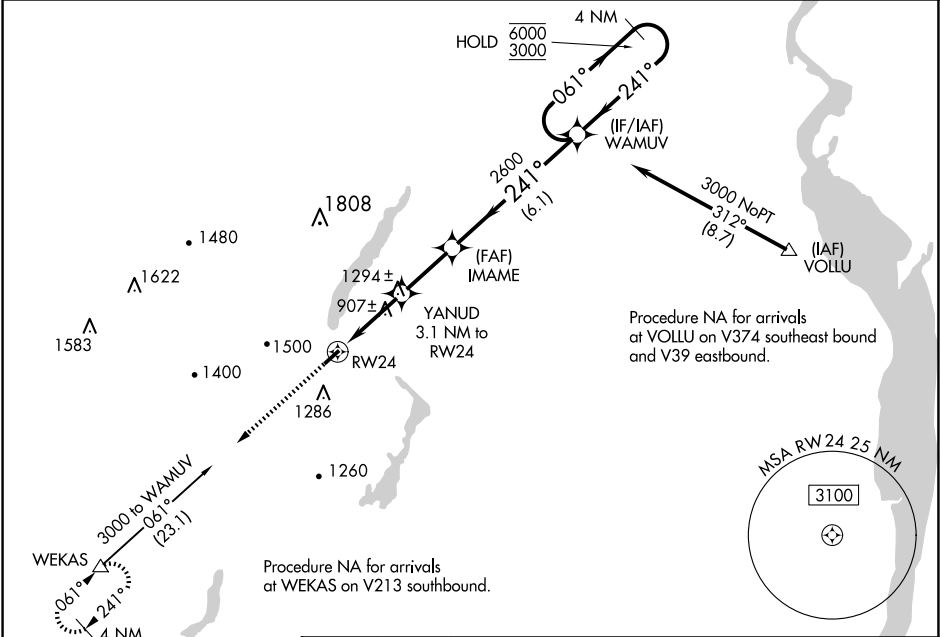 4 NM
HOLD 6000
3000
061°
241°
(IF/IAF)
WAMUV
2600
241°
(6.1)
3000 NoPT
312°
(8.7)
(IAF)
VOLLU
1808
1480
(FAF)
IMAME
1622
1294±
907±
YANUD
3.1 NM to
RW24
1583
1500
RW24
1400
1286
Procedure NA for arrivals
at VOLLU on V374 southeast bound
and V39 eastbound.
1260
MSA RW24 25 NM
3100
3000 to WAMUV
061°
(23.1)
WEKAS
061°
241°
4 NM
Procedure NA for arrivals
at WEKAS on V213 southbound.